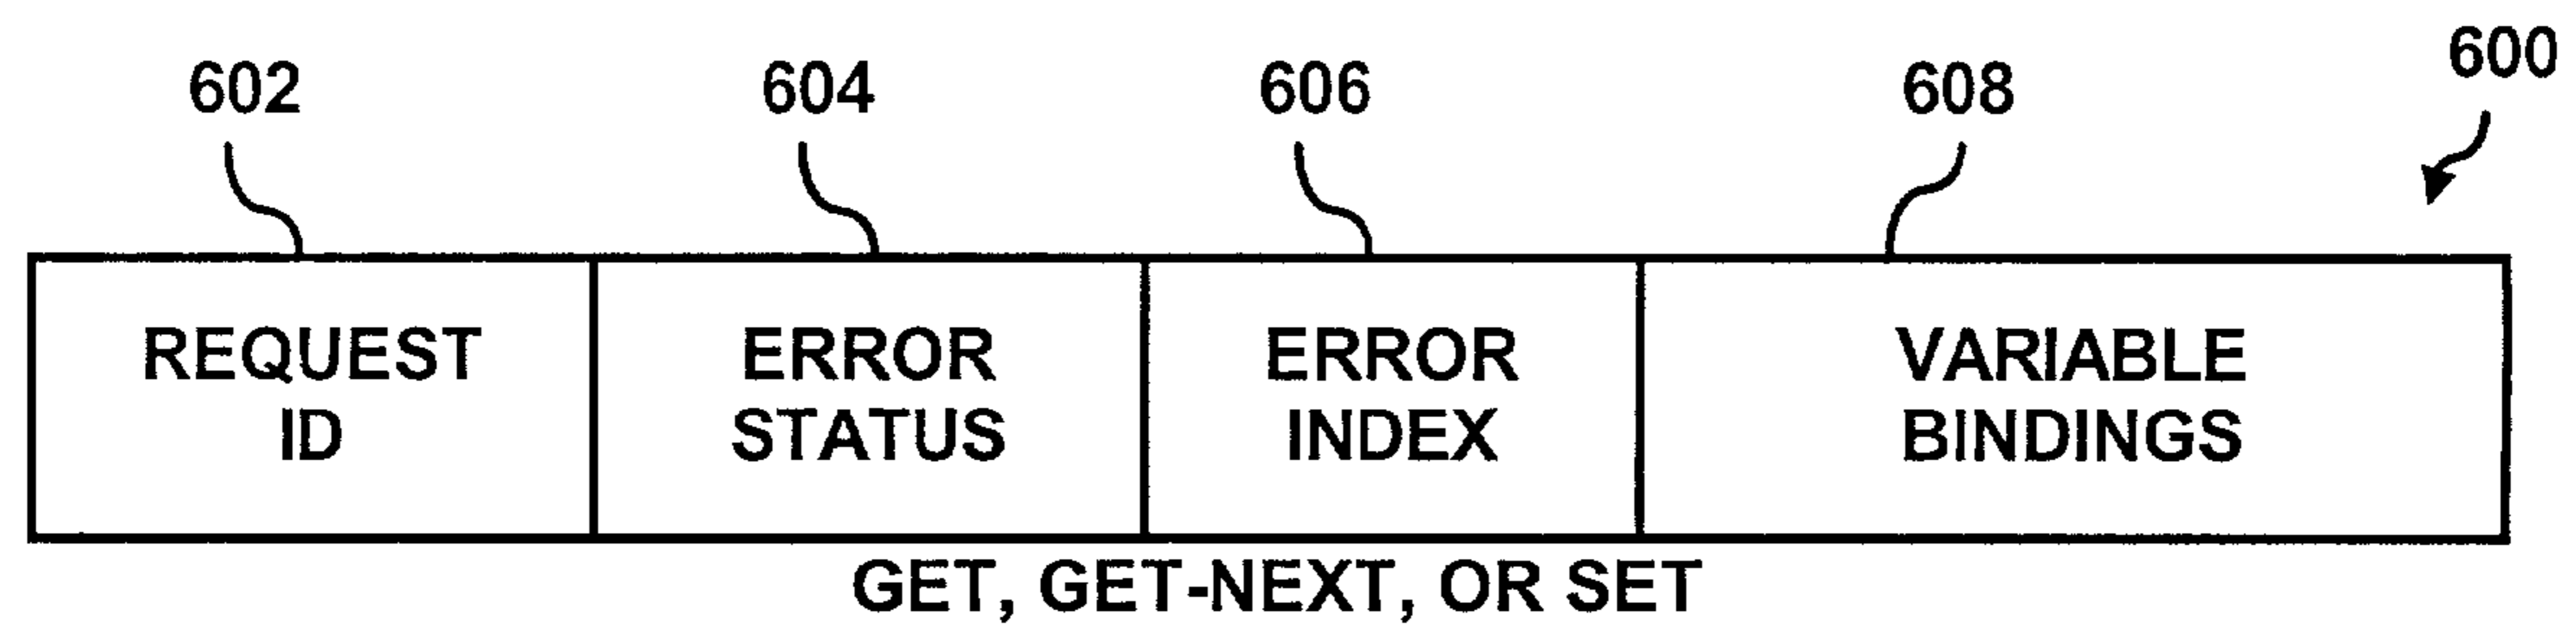 600
602 604 606 608
REQUEST ID
ERROR STATUS
ERROR INDEX
VARIABLE BINDINGS
GET, GET-NEXT, OR SET